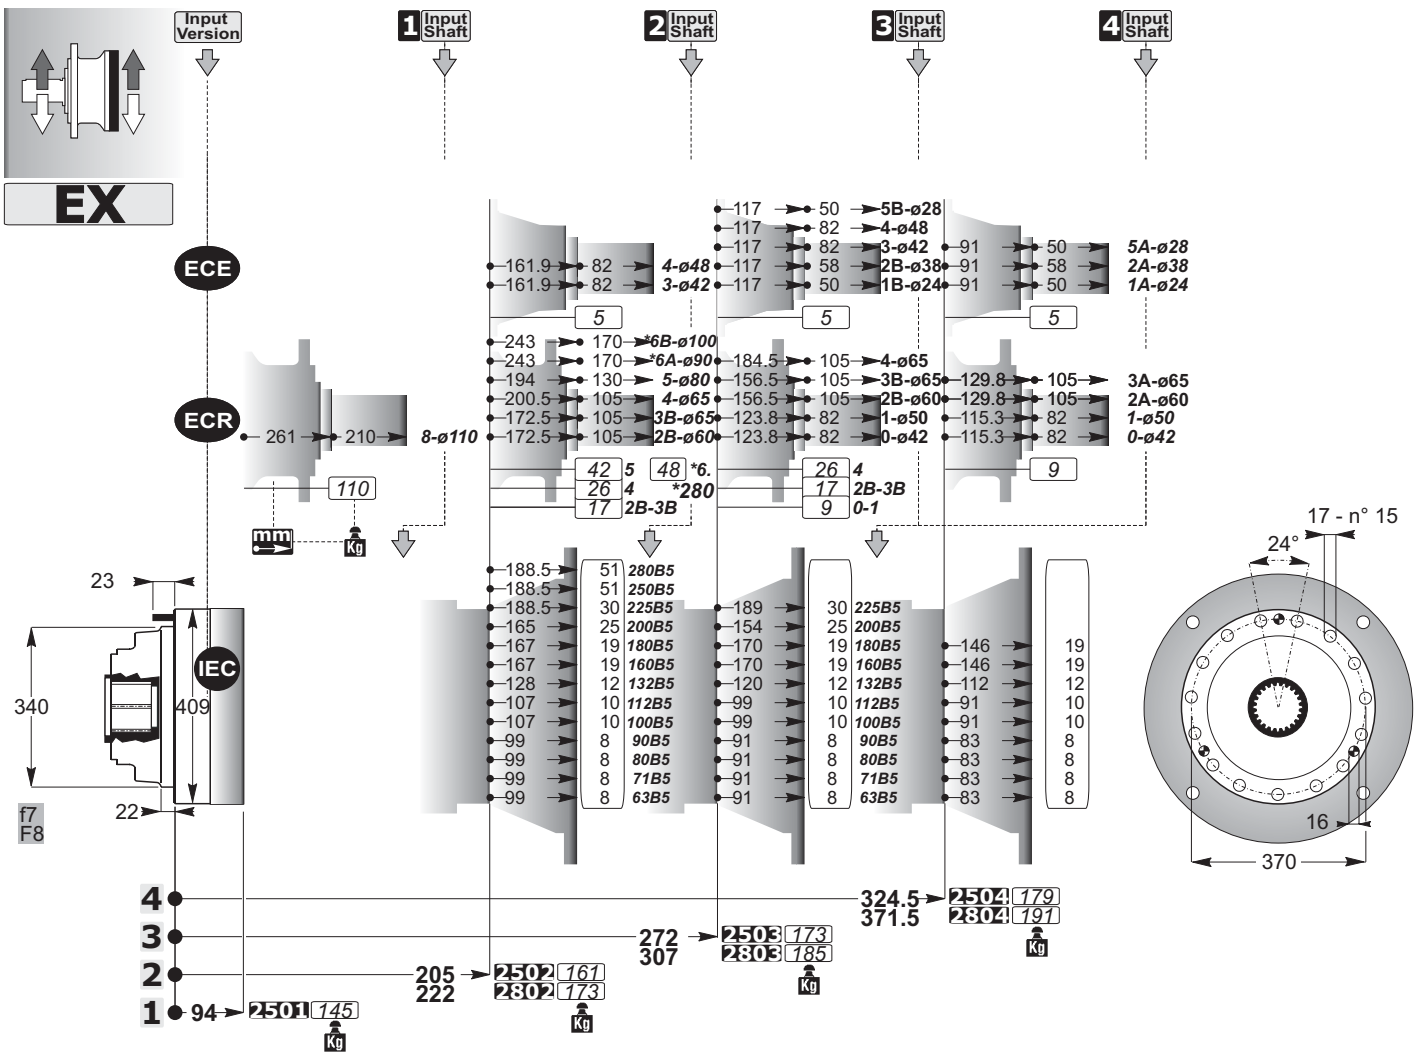 Input Version
1 Input Shaft
2 Input Shaft
3 Input Shaft
4 Input Shaft
EX
ECE
161.9 82 4-ø48
161.9 82 3-ø42
5
117 50 5B-ø28
117 82 4-ø48
117 82 3-ø42
117 58 2B-ø38
117 50 1B-ø24
5
91 50 5A-ø28
91 58 2A-ø38
91 50 1A-ø24
5
ECR
261 210 8-ø110
110
mm
Kg
243 170 *6B-ø100
243 170 *6A-ø90
194 130 5-ø80
200.5 105 4-ø65
172.5 105 3B-ø65
172.5 105 2B-ø60
42 5
26 4
17 2B-3B
48 *6.
*280
184.5 105 4-ø65
156.5 105 3B-ø65
156.5 105 2B-ø60
123.8 82 1-ø50
123.8 82 0-ø42
26 4
17 2B-3B
9 0-1
129.8 105 3A-ø65
129.8 105 2A-ø60
115.3 82 1-ø50
115.3 82 0-ø42
9
IEC
188.5 51 280B5
188.5 51 250B5
188.5 30 225B5
165 25 200B5
167 19 180B5
167 19 160B5
128 12 132B5
107 10 112B5
107 10 100B5
99 8 90B5
99 8 80B5
99 8 71B5
99 8 63B5
189 30 225B5
154 25 200B5
170 19 180B5
170 19 160B5
120 12 132B5
99 10 112B5
99 10 100B5
91 8 90B5
91 8 80B5
91 8 71B5
91 8 63B5
146 19
146 19
112 12
91 10
91 10
83 8
83 8
83 8
83 8
23
340
409
22
f7
F8
17 - n° 15
24°
16
370
4 324.5 2504 179
371.5 2804 191
Kg
3 272 2503 173
307 2803 185
Kg
2 205 2502 161
222 2802 173
Kg
1 94 2501 145
Kg